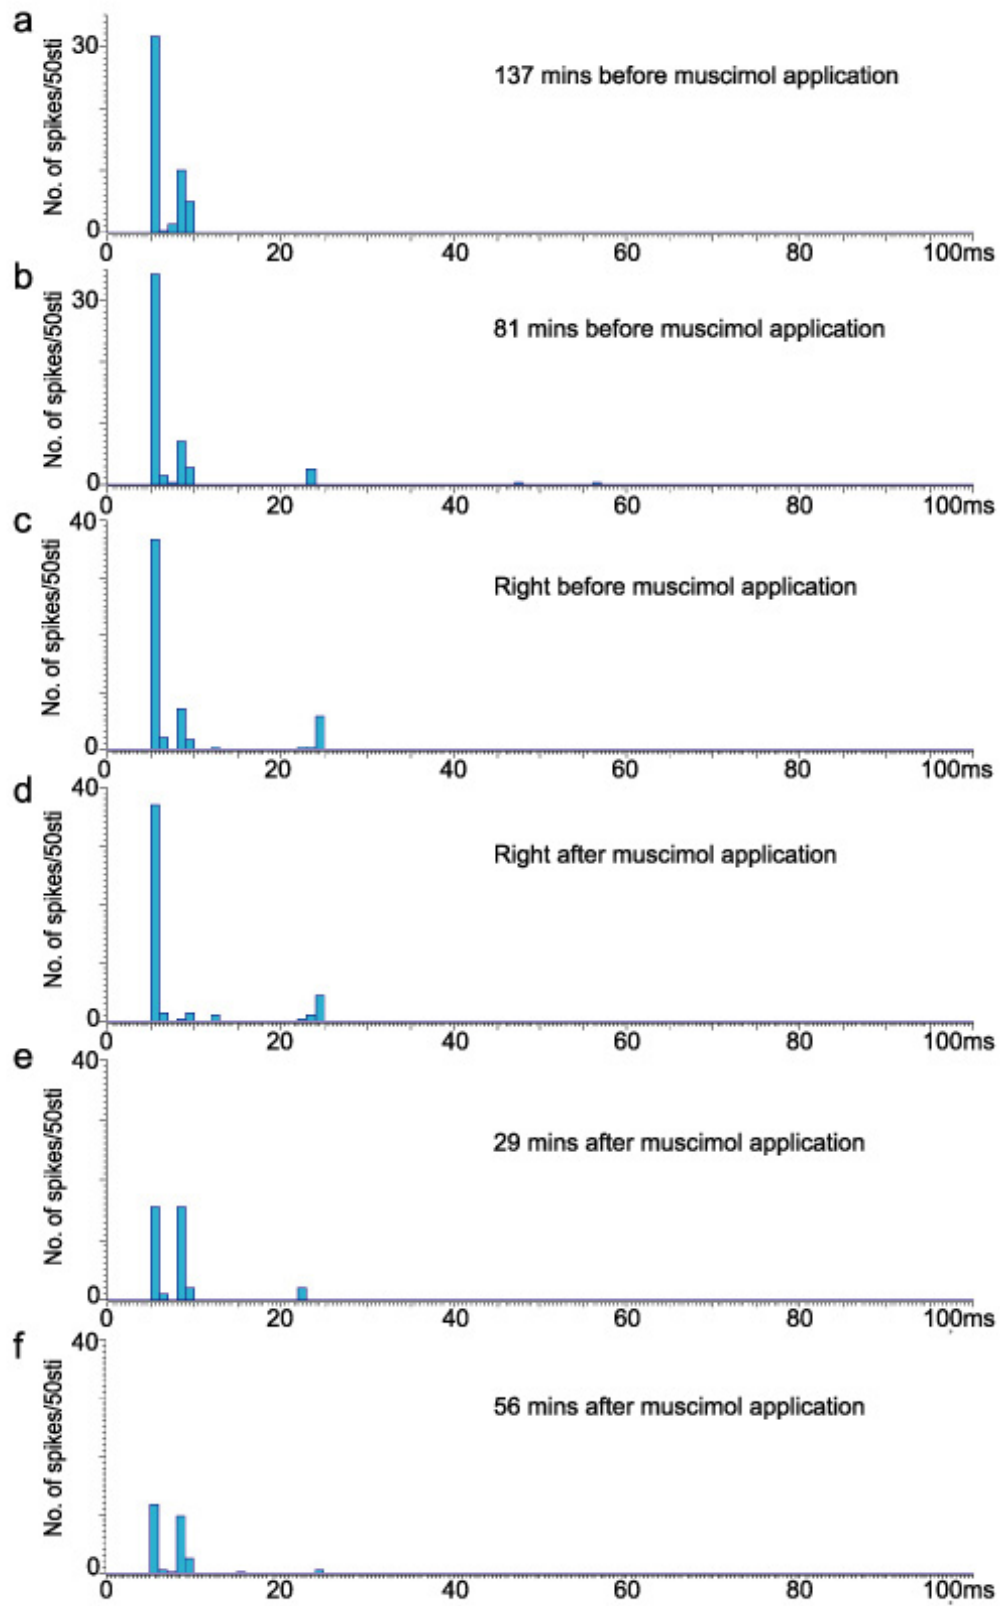 a
No. of spikes/50sti
30
0
137 mins before muscimol application
0 20 40 60 80 100ms
b
No. of spikes/50sti
30
0
81 mins before muscimol application
0 20 40 60 80 100ms
c
No. of spikes/50sti
40
0
Right before muscimol application
0 20 40 60 80 100ms
d
No. of spikes/50sti
40
0
Right after muscimol application
0 20 40 60 80 100ms
e
No. of spikes/50sti
40
0
29 mins after muscimol application
0 20 40 60 80 100ms
f
No. of spikes/50sti
40
0
56 mins after muscimol application
0 20 40 60 80 100ms